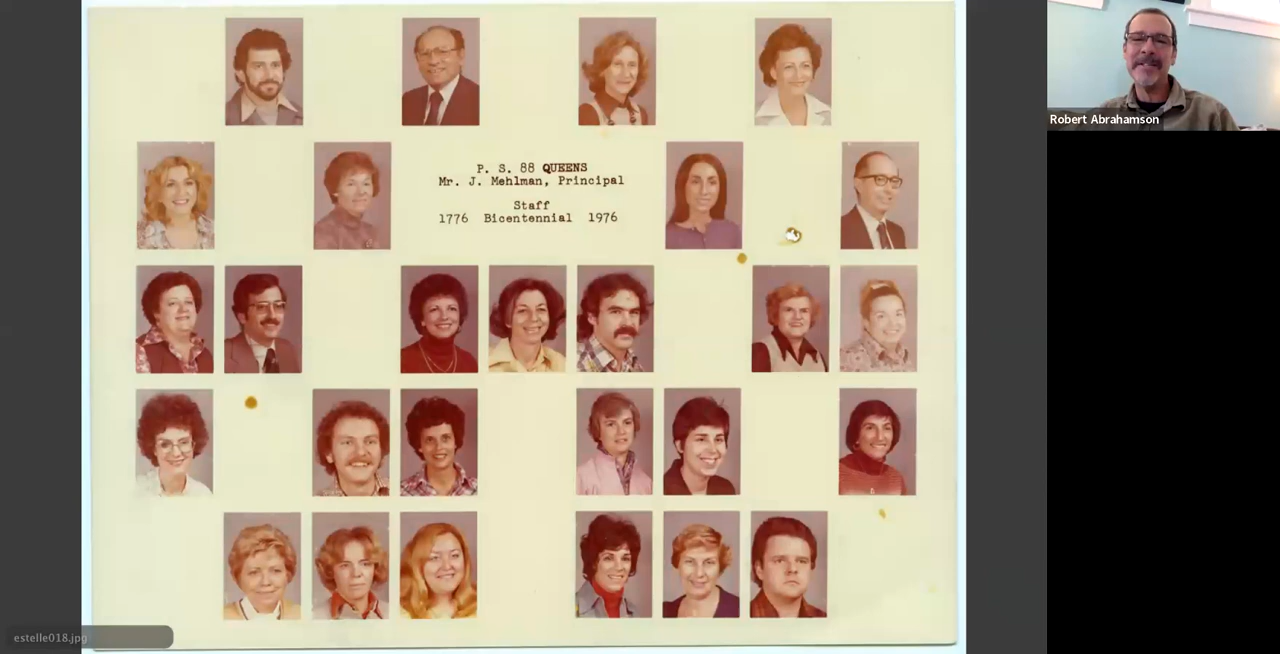 P. S. 88 QUEENS
Mr. J. Mehlman, Principal
Staff
1776 Bicentennial 1976
Robert Abrahamson
estelle018.jpg